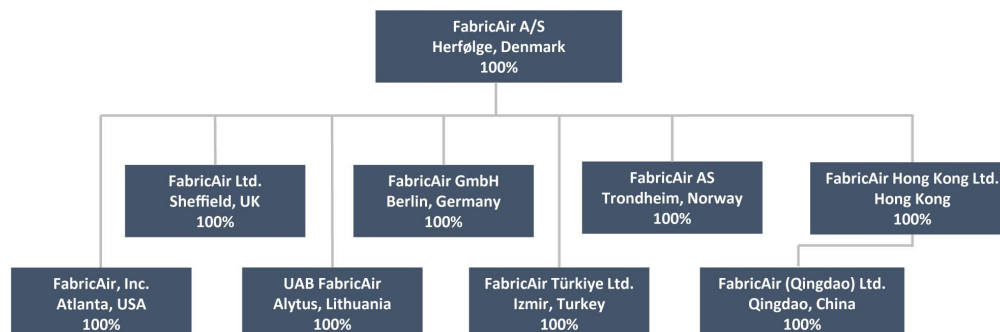 FabricAir A/S
Herfølge, Denmark
100%
FabricAir Ltd.
Sheffield, UK
100%
FabricAir GmbH
Berlin, Germany
100%
FabricAir AS
Trondheim, Norway
100%
FabricAir Hong Kong Ltd.
Hong Kong
100%
FabricAir, Inc.
Atlanta, USA
100%
UAB FabricAir
Alytus, Lithuania
100%
FabricAir Türkiye Ltd.
Izmir, Turkey
100%
FabricAir (Qingdao) Ltd.
Qingdao, China
100%